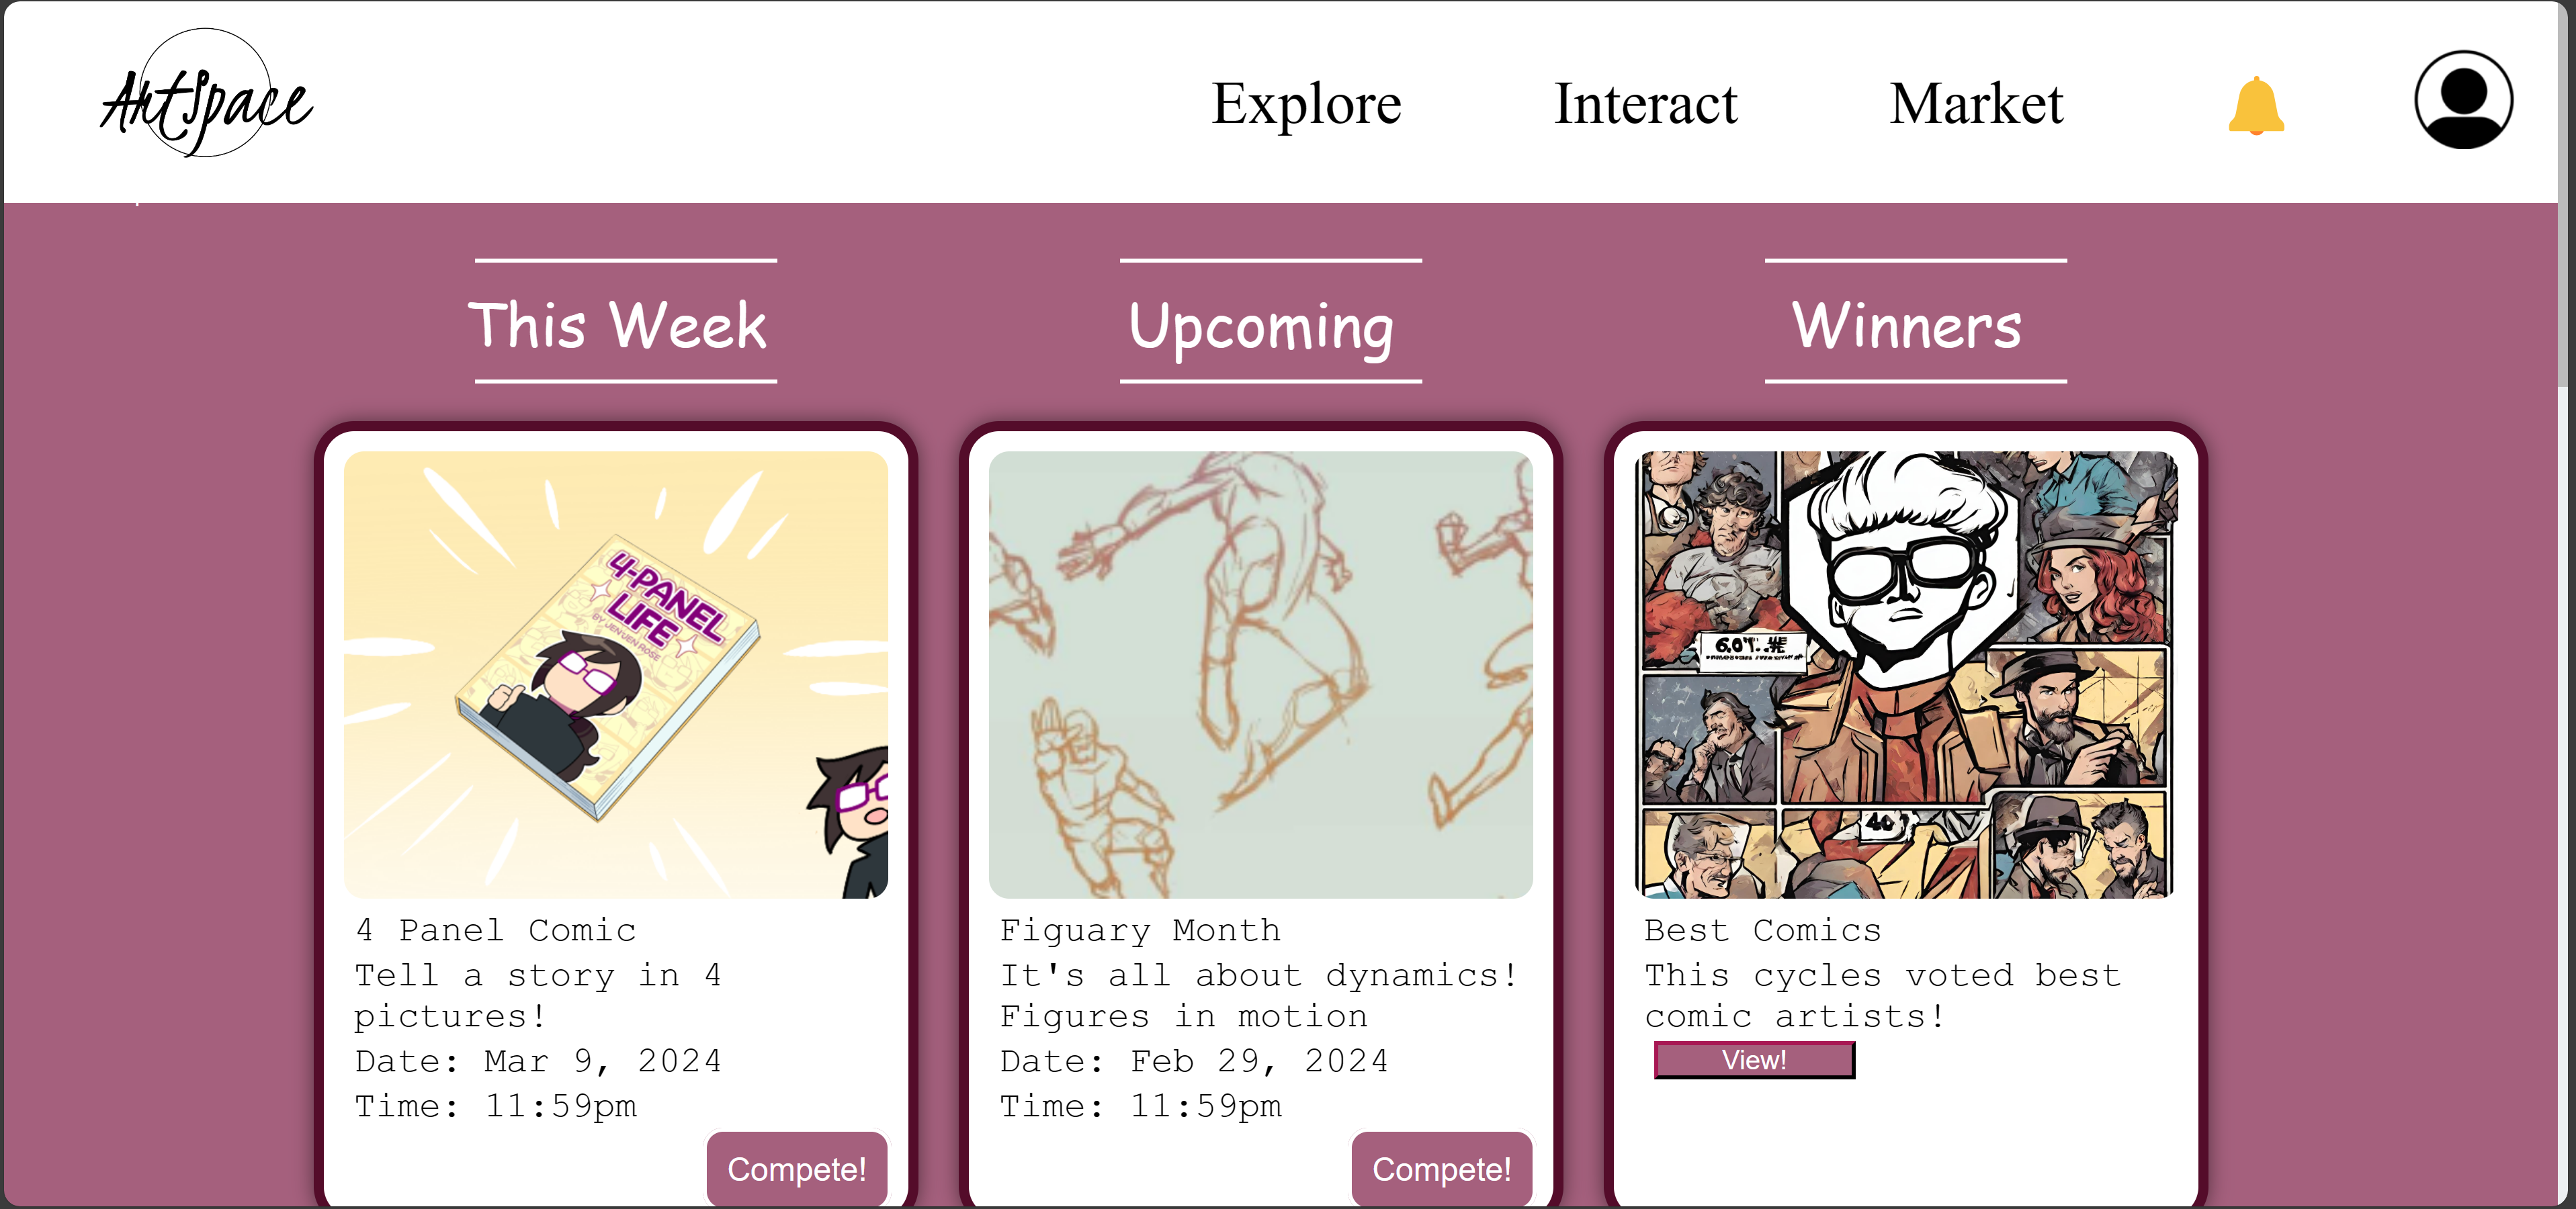 ArtSpace
Explore Interact Market
This Week
Upcoming
Winners
4-PANEL
LIFE
BY JENUEN ROSE
4 Panel Comic
Tell a story in 4
pictures!
Date: Mar 9, 2024
Time: 11:59pm
Compete!
Figuary Month
It's all about dynamics!
Figures in motion
Date: Feb 29, 2024
Time: 11:59pm
Compete!
40
Best Comics
This cycles voted best
comic artists!
View!